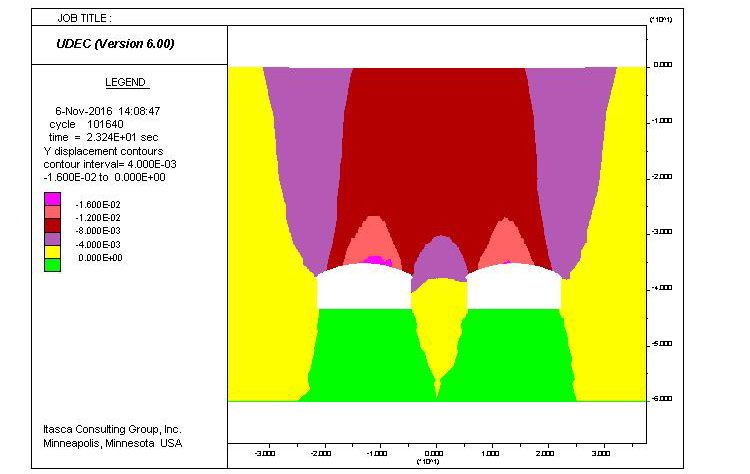 JOB TITLE :
UDEC (Version 6.00)
LEGEND
6-Nov-2016 14:08:47
cycle 101640
time = 2.324E+01 sec
Y displacement contours
contour interval= 4.000E-03
-1.600E-02 to 0.000E+00
-1.600E-02
-1.200E-02
-8.000E-03
-4.000E-03
0.000E+00
Itasca Consulting Group, Inc.
Minneapolis, Minnesota USA
(*10^1)
0.000
-1.000
-2.000
-3.000
-4.000
-5.000
-6.000
-3.000 -2.000 -1.000 0.000 1.000 2.000 3.000
(*10^1)